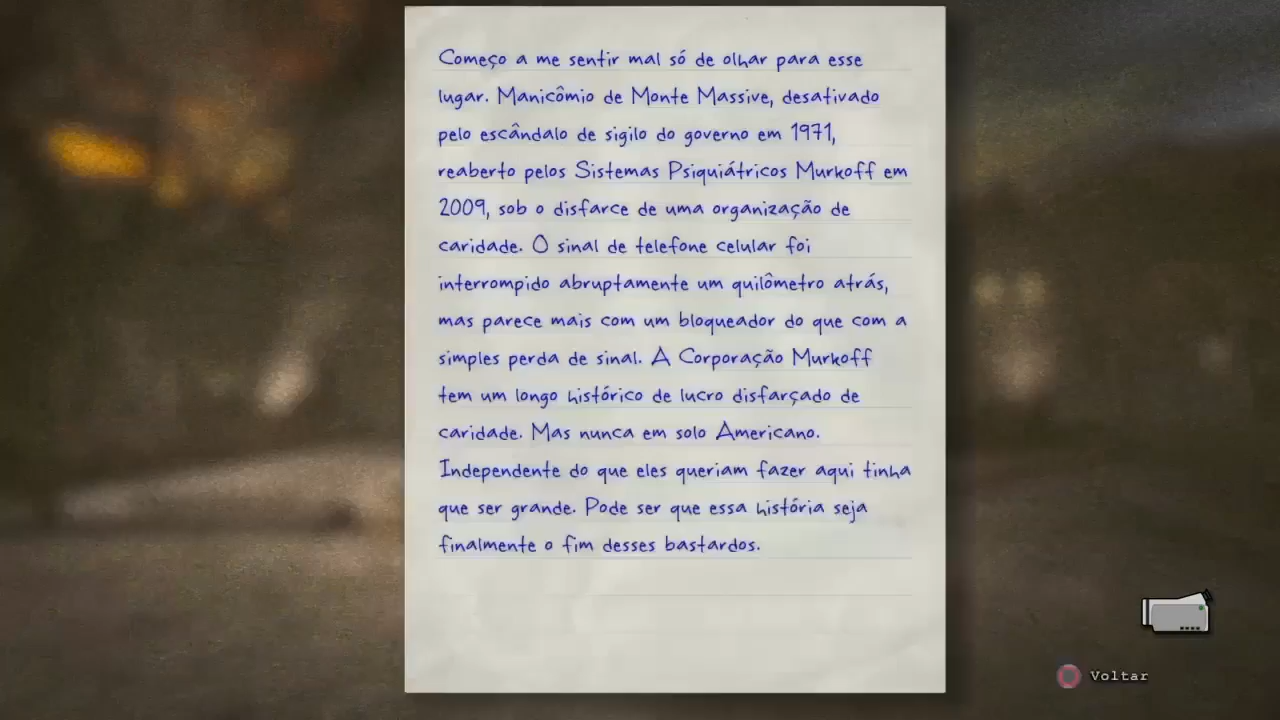 Começo a me sentir mal só de olhar para esse
lugar. Manicômio de Monte Massive, desativado
pelo escândalo de sigilo do governo em 1971,
reaberto pelos Sistemas Psiquiátricos Murkoff em
2009, sob o disfarce de uma organização de
caridade. O sinal de telefone celular foi
interrompido abruptamente um quilômetro atrás,
mas parece mais com um bloqueador do que com a
simples perda de sinal. A Corporação Murkoff
tem um longo histórico de lucro disfarçado de
caridade. Mas nunca em solo Americano.
Independente do que eles queriam fazer aqui tinha
que ser grande. Pode ser que essa história seja
finalmente o fim desses bastardos.
Voltar